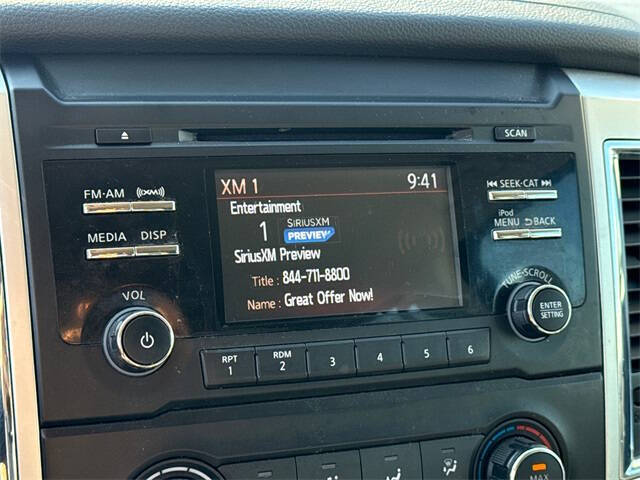 SCAN
FM·AM ((XM))
MEDIA DISP
VOL
XM 1 9:41
Entertainment
1 SIRIUSXM
PREVIEW
SiriusXM Preview
Title : 844-711-8800
Name : Great Offer Now!
SEEK·CAT
iPod
MENU BACK
TUNE·SCROLL
ENTER
SETTING
RPT
1
RDM
2
3
4
5
6
MAX